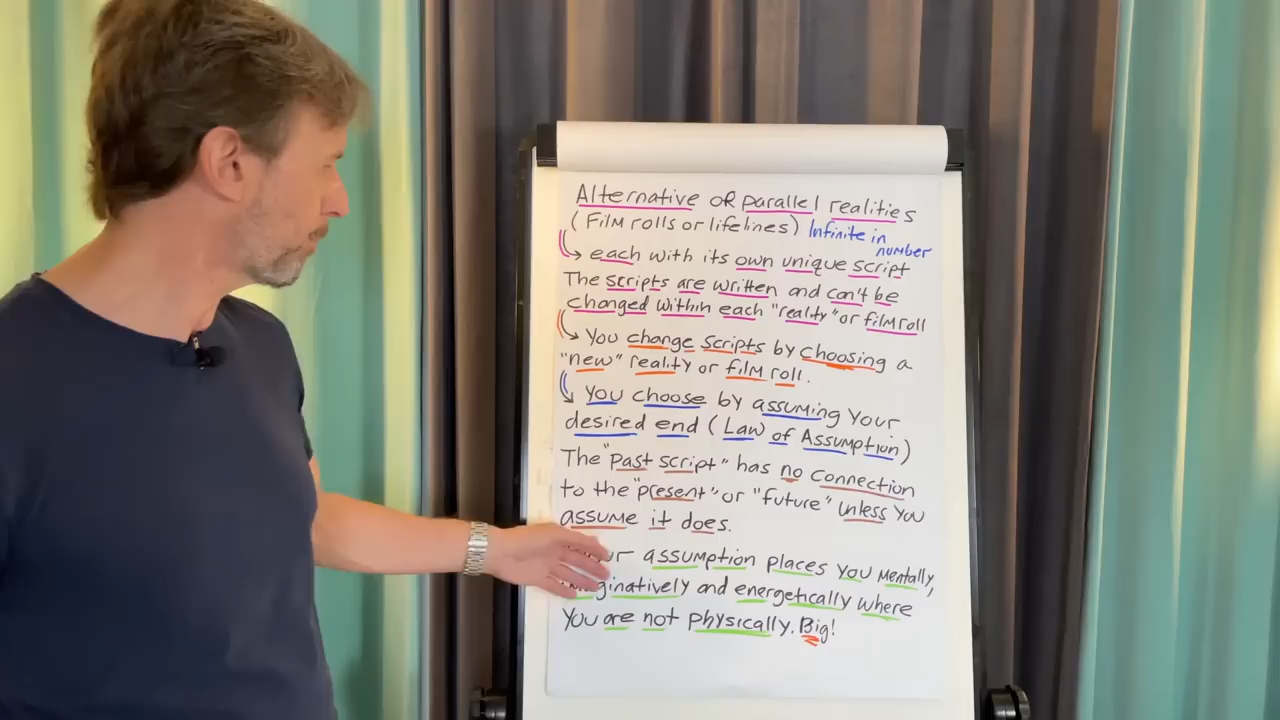 Alternative or parallel realities
(Film rolls or lifelines) Infinite in number
each with its own unique script
The scripts are written and can't be
changed within each "reality" or film roll
You change scripts by choosing a
"new" reality or film roll.
You choose by assuming your
desired end (Law of Assumption)
The "past script" has no connection
to the "present" or "future" unless you
assume it does.
assumption places you mentally,
and energetically where
you are not physically. Big!